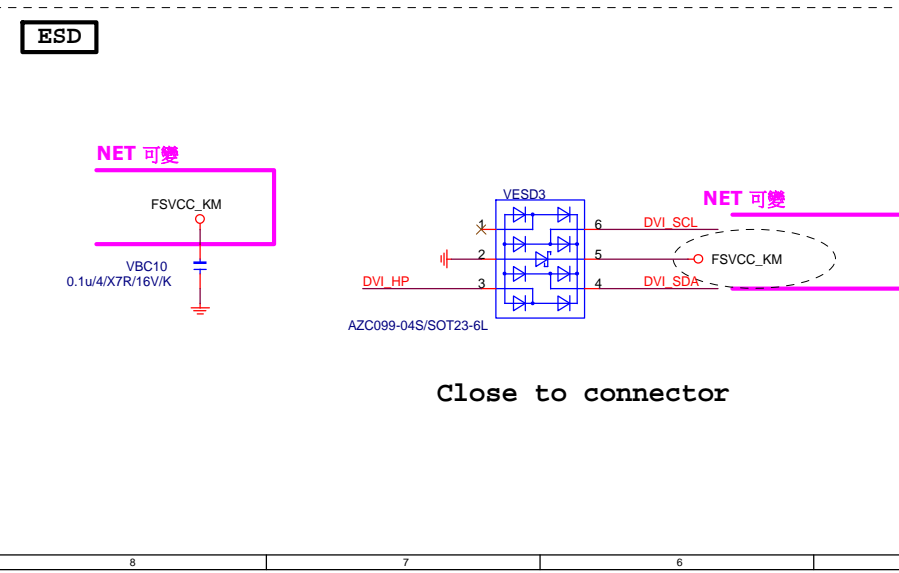 ESD
NET 可變
FSVCC_KM
VBC10
0.1u/4/X7R/16V/K
VESD3
1
2
3
6
5
4
DVI_HP
DVI_SCL
FSVCC_KM
DVI_SDA
NET 可變
AZC099-04S/SOT23-6L
Close to connector
8
7
6